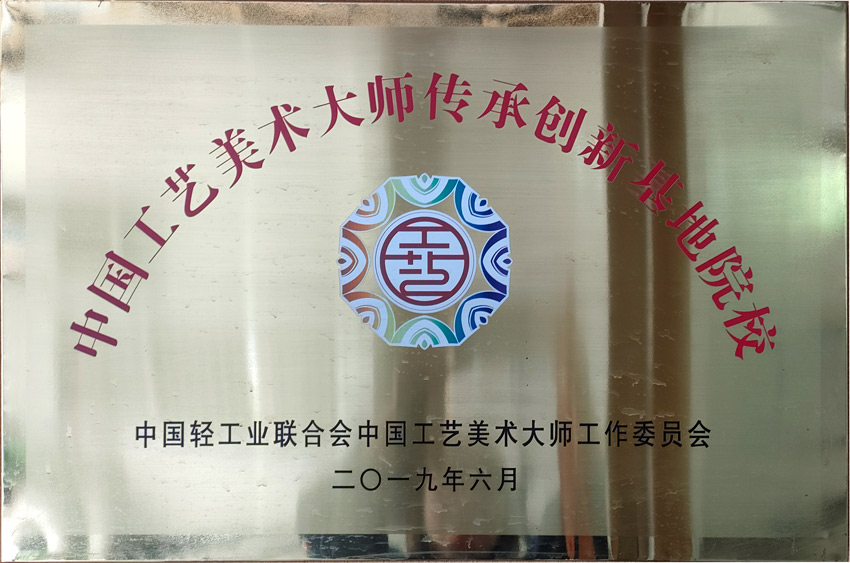 中国工艺美术大师传承创新基地院校
中国轻工业联合会中国工艺美术大师工作委员会
二〇一九年六月